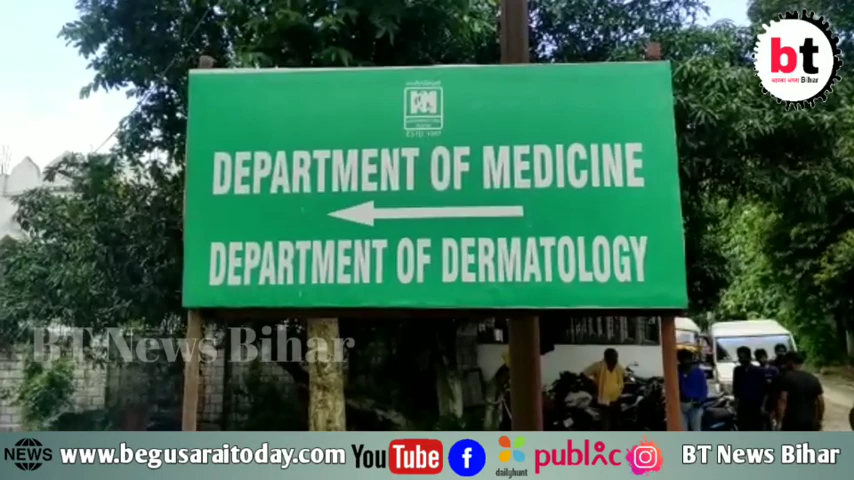 bt
Bihar
DEPARTMENT OF MEDICINE
DEPARTMENT OF DERMATOLOGY
BT News Bihar
NEWS www.begusaraitoday.com YouTube f dailyhunt public BT News Bihar